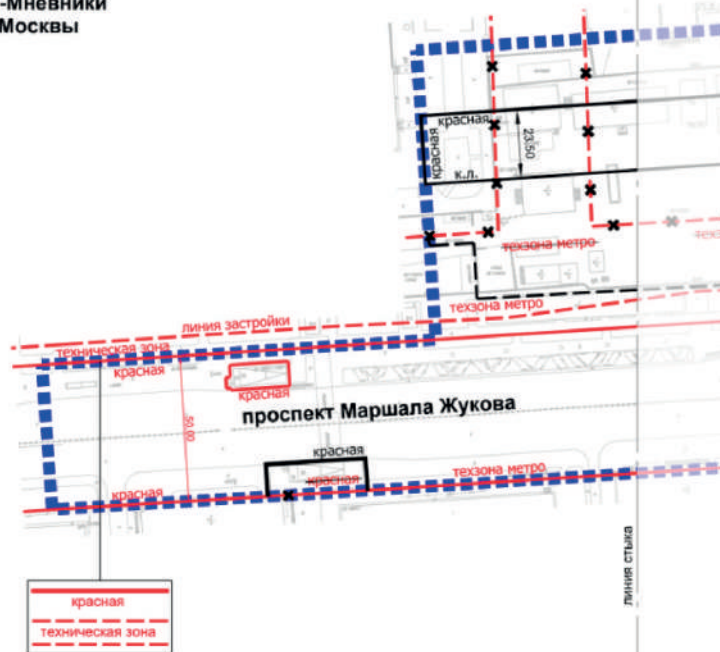 -Мневники
Москвы
красная
красная
23,50
к.л.
техзона метро
техзона метро
линия застройки
техническая зона
красная
красная
50,00
проспект Маршала Жукова
красная
красная
техзона метро
красная
линия стыка
красная
техническая зона